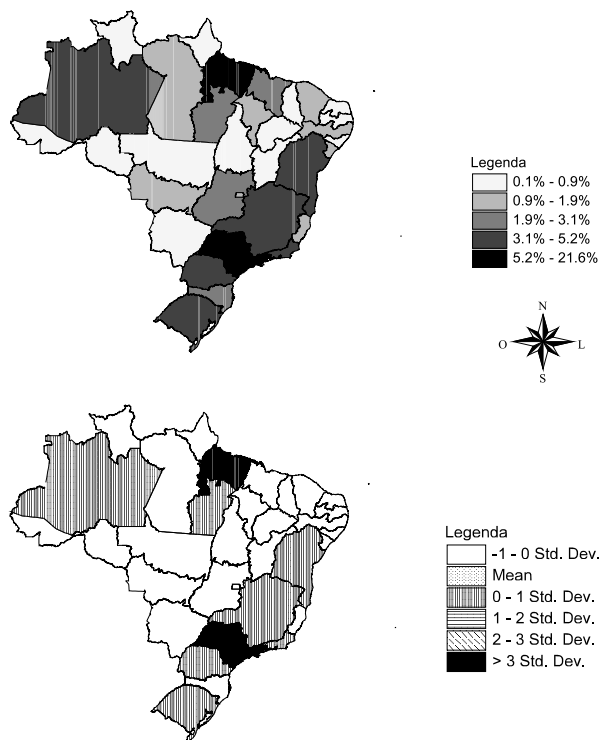 Legenda
0.1% - 0.9%
0.9% - 1.9%
1.9% - 3.1%
3.1% - 5.2%
5.2% - 21.6%
N
O L
S
Legenda
-1 - 0 Std. Dev.
Mean
0 - 1 Std. Dev.
1 - 2 Std. Dev.
2 - 3 Std. Dev.
> 3 Std. Dev.